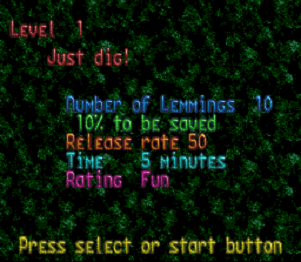 Level 1
Just dig!
Number of Lemmings 10
10% to be saved
Release rate 50
Time 5 minutes
Rating Fun
Press select or start button